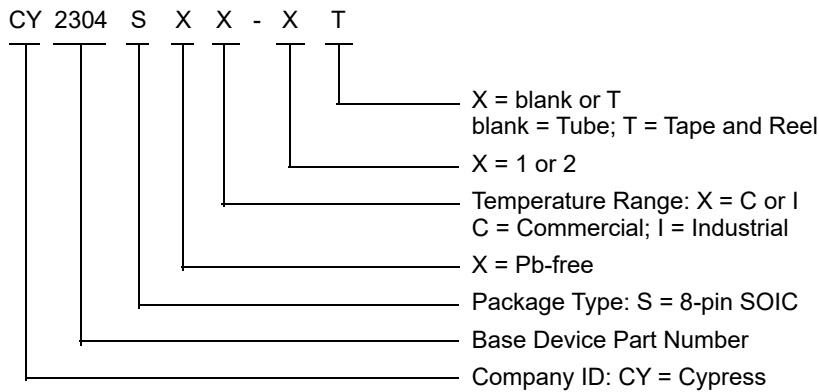 CY 2304 S X X - X T
X = blank or T
blank = Tube; T = Tape and Reel
X = 1 or 2
Temperature Range: X = C or I
C = Commercial; I = Industrial
X = Pb-free
Package Type: S = 8-pin SOIC
Base Device Part Number
Company ID: CY = Cypress